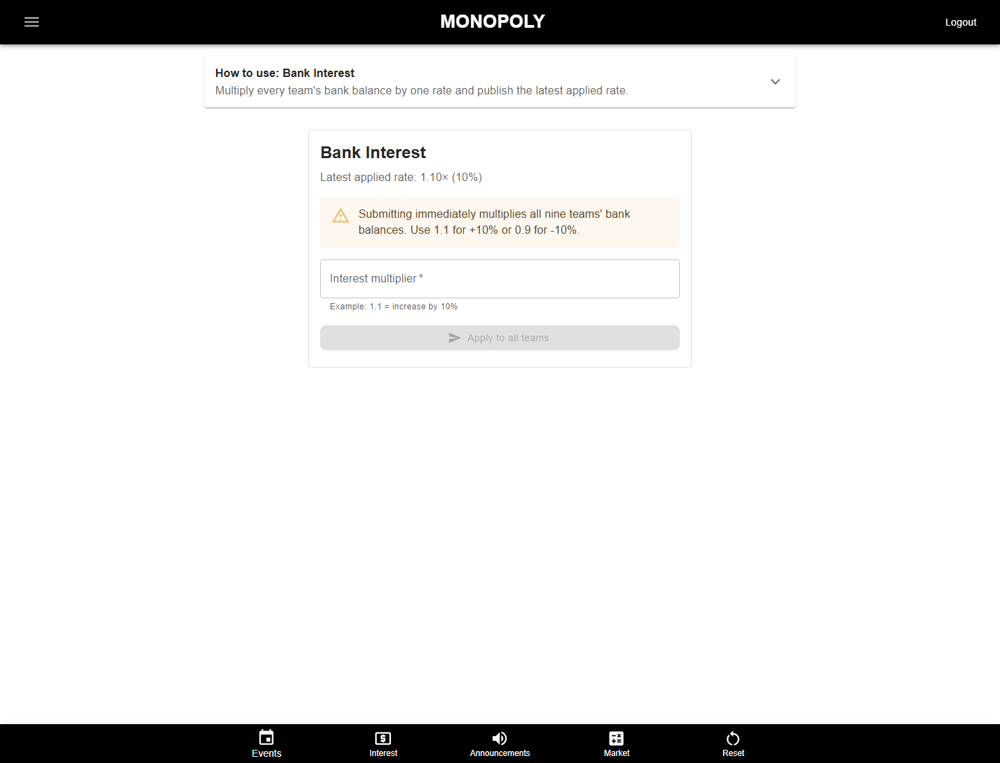 MONOPOLY
Logout
How to use: Bank Interest
Multiply every team's bank balance by one rate and publish the latest applied rate.
Bank Interest
Latest applied rate: 1.10× (10%)
Submitting immediately multiplies all nine teams' bank
balances. Use 1.1 for +10% or 0.9 for -10%.
Interest multiplier *
Example: 1.1 = increase by 10%
Apply to all teams
Events
Interest
Announcements
Market
Reset